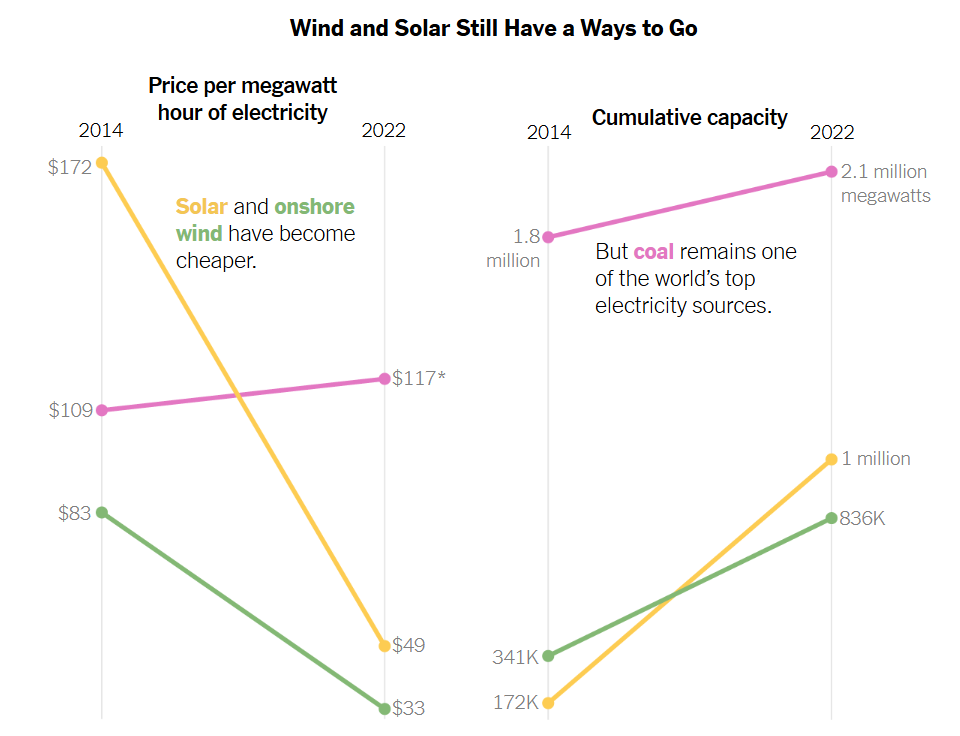 Wind and Solar Still Have a Ways to Go
Price per megawatt
hour of electricity
2014
2022
$172
Solar and onshore
wind have become
cheaper.
$109
$117*
$83
$49
$33
Cumulative capacity
2014
2022
2.1 million
megawatts
1.8
million
But coal remains one
of the world's top
electricity sources.
1 million
836K
341K
172K